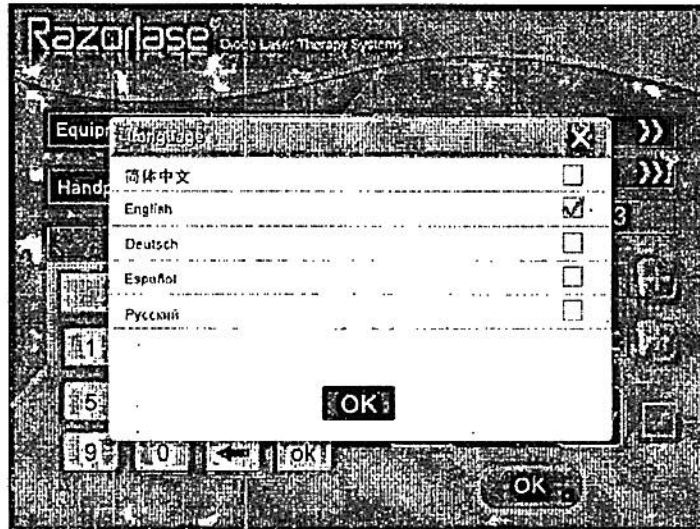 Razorlase
Diode Laser Therapy Systems
Equip
Language
简体中文
Handp
English
3
Deutsch
Español
Русский
1
5
OK
9 0 ok
OK